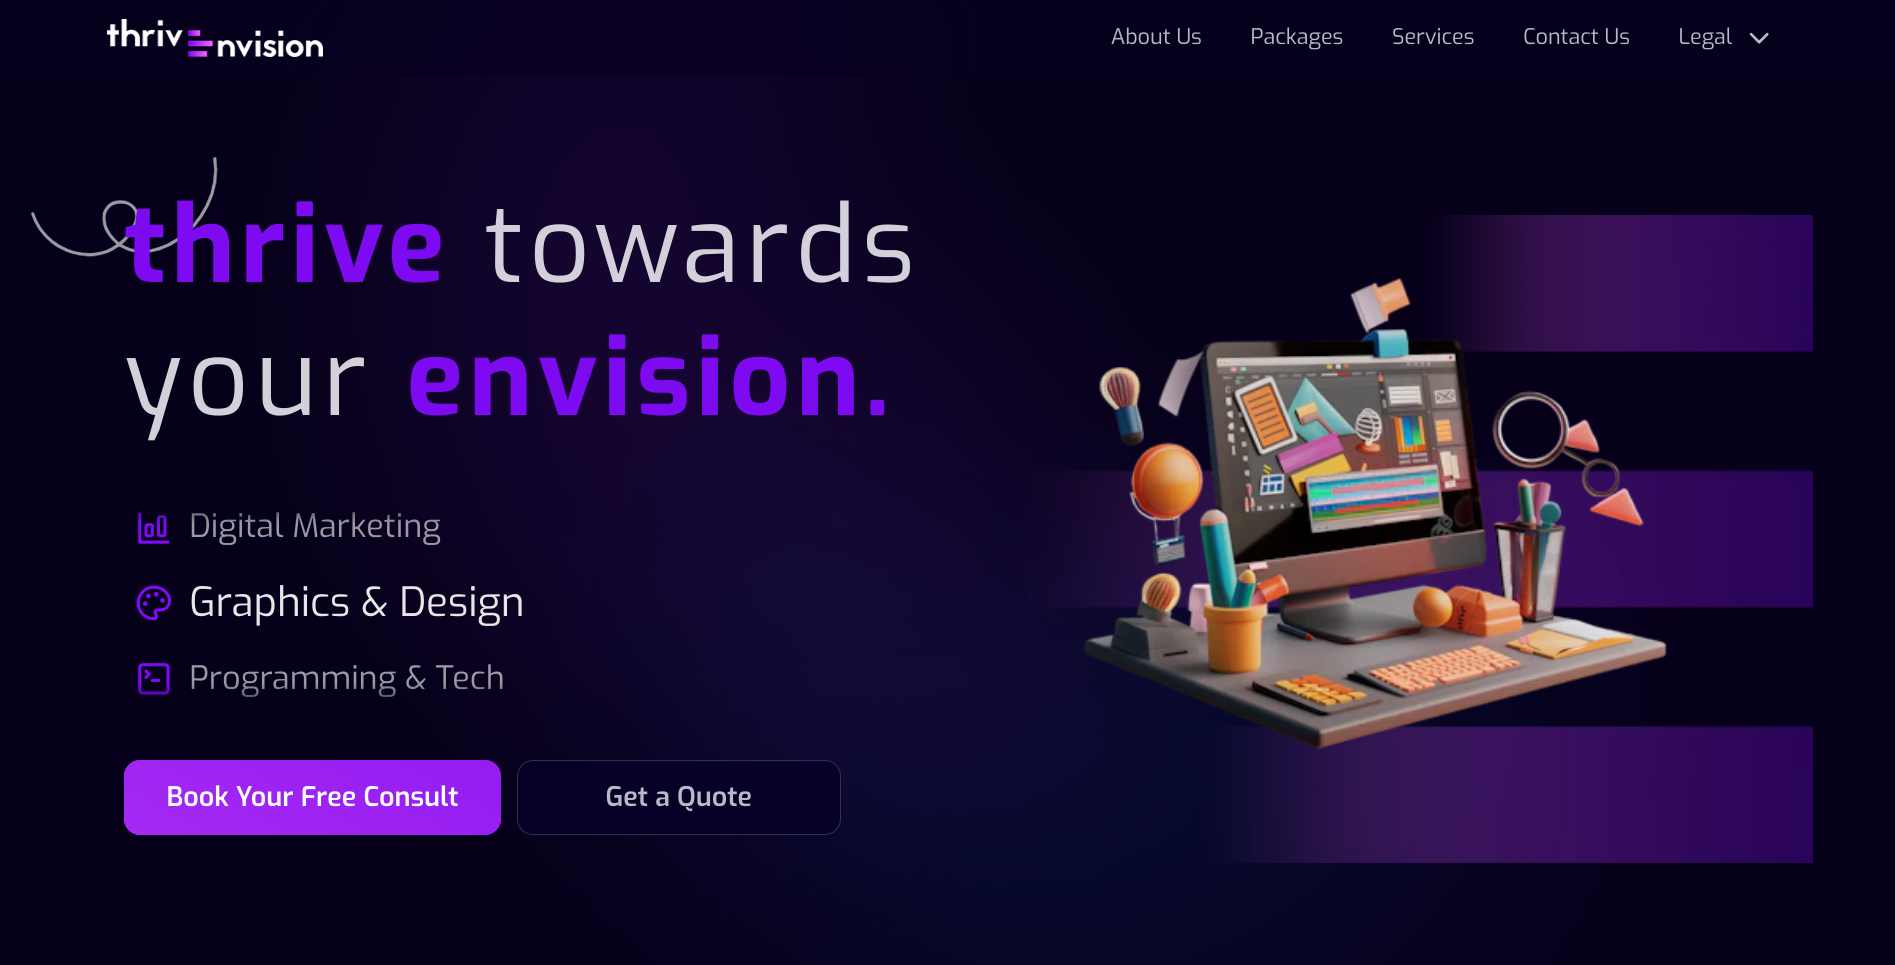 thrivEnvision
About Us
Packages
Services
Contact Us
Legal
thrive towards
your envision.
Digital Marketing
Graphics & Design
Programming & Tech
Book Your Free Consult
Get a Quote